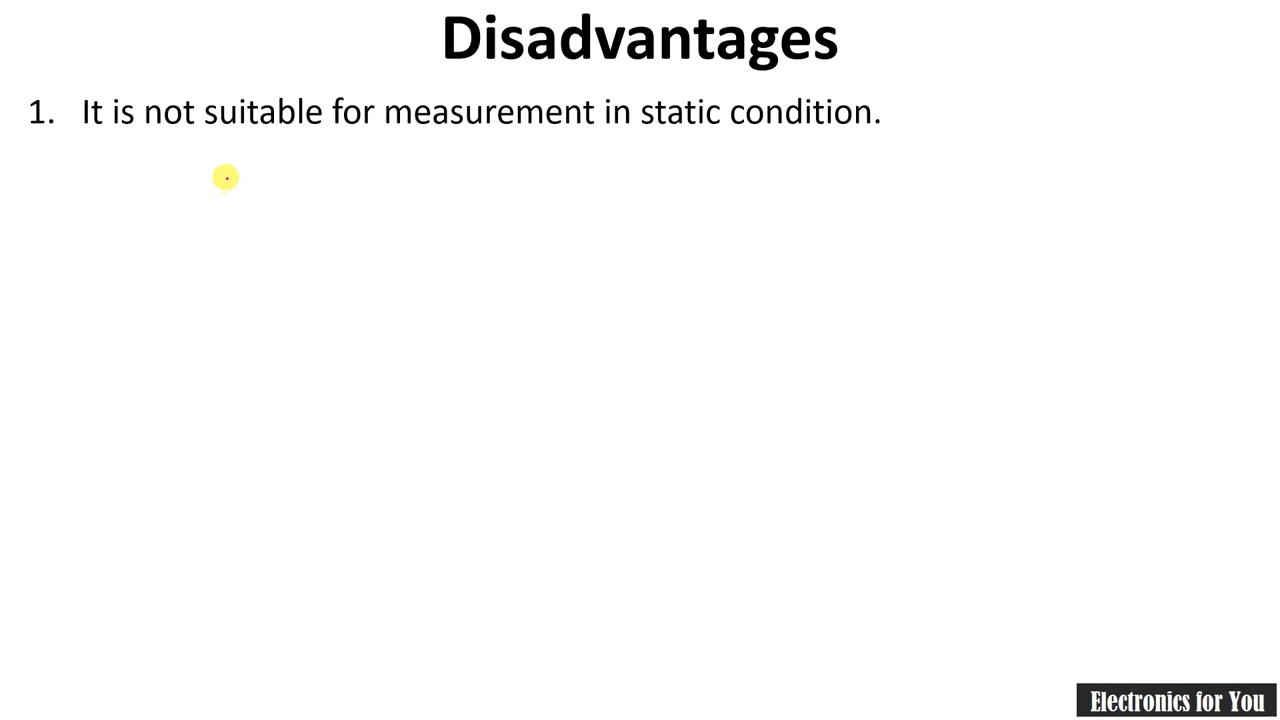 Disadvantages
1. It is not suitable for measurement in static condition.
Electronics for You